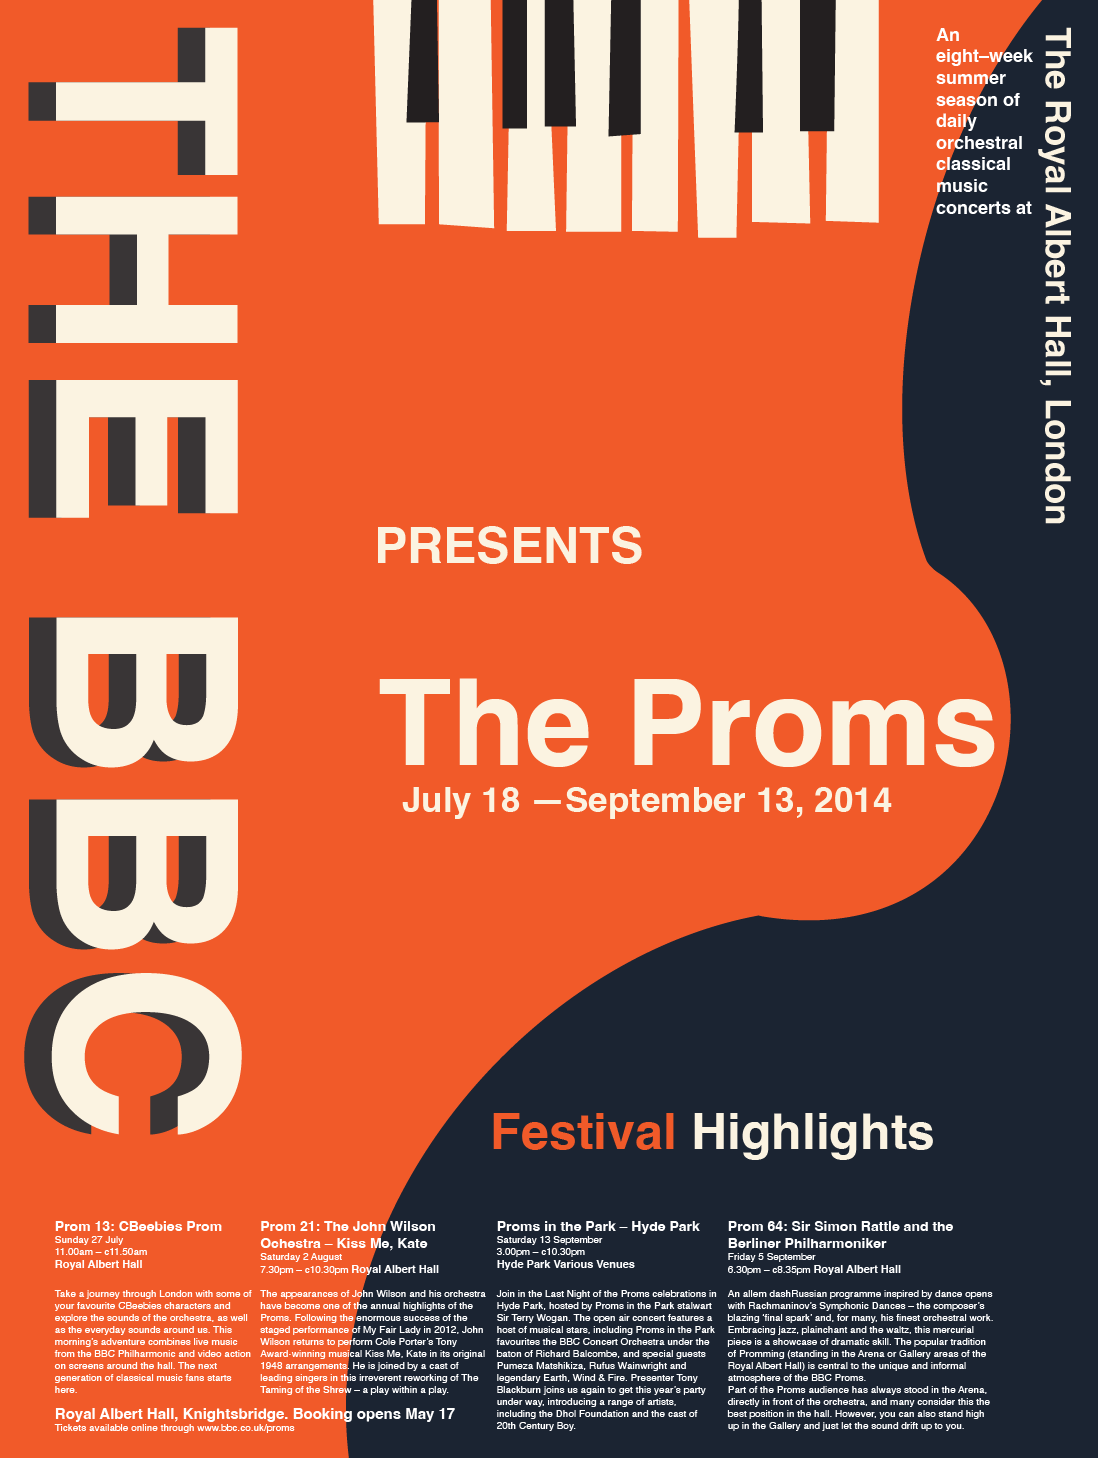 THE BBC
An
eight–week
summer
season of
daily
orchestral
classical
music
concerts at
The Royal Albert Hall, London
PRESENTS
The Proms
July 18 —September 13, 2014
Festival Highlights
Prom 13: CBeebies Prom
Sunday 27 July
11.00am – c11.50am
Royal Albert Hall
Take a journey through London with some of
your favourite CBeebies characters and
explore the sounds of the orchestra, as well
as the everyday sounds around us. This
morning's adventure combines live music
from the BBC Philharmonic and video action
on screens around the hall. The next
generation of classical music fans starts
here.
Prom 21: The John Wilson
Ochestra – Kiss Me, Kate
Saturday 2 August
7.30pm – c10.30pm Royal Albert Hall
The appearances of John Wilson and his orchestra
have become one of the annual highlights of the
Proms. Following the enormous success of the
staged performance of My Fair Lady in 2012, John
Wilson returns to perform Cole Porter's Tony
Award-winning musical Kiss Me, Kate in its original
1948 arrangements. He is joined by a cast of
leading singers in this irreverent reworking of The
Taming of the Shrew – a play within a play.
Proms in the Park – Hyde Park
Saturday 13 September
3.00pm – c10.30pm
Hyde Park Various Venues
Join in the Last Night of the Proms celebrations in
Hyde Park, hosted by Proms in the Park stalwart
Sir Terry Wogan. The open air concert features a
host of musical stars, including Proms in the Park
favourites the BBC Concert Orchestra under the
baton of Richard Balcombe, and special guests
Pumeza Matshikiza, Rufus Wainwright and
legendary Earth, Wind & Fire. Presenter Tony
Blackburn joins us again to get this year's party
under way, introducing a range of artists,
including the Dhol Foundation and the cast of
20th Century Boy.
Prom 64: Sir Simon Rattle and the
Berliner Philharmoniker
Friday 5 September
6.30pm – c8.35pm Royal Albert Hall
An allem dashRussian programme inspired by dance opens
with Rachmaninov's Symphonic Dances – the composer's
blazing 'final spark' and, for many, his finest orchestral work.
Embracing jazz, plainchant and the waltz, this mercurial
piece is a showcase of dramatic skill. The popular tradition
of Promming (standing in the Arena or Gallery areas of the
Royal Albert Hall) is central to the unique and informal
atmosphere of the BBC Proms.
Part of the Proms audience has always stood in the Arena,
directly in front of the orchestra, and many consider this the
best position in the hall. However, you can also stand high
up in the Gallery and just let the sound drift up to you.
Royal Albert Hall, Knightsbridge. Booking opens May 17
Tickets available online through www.bbc.co.uk/proms